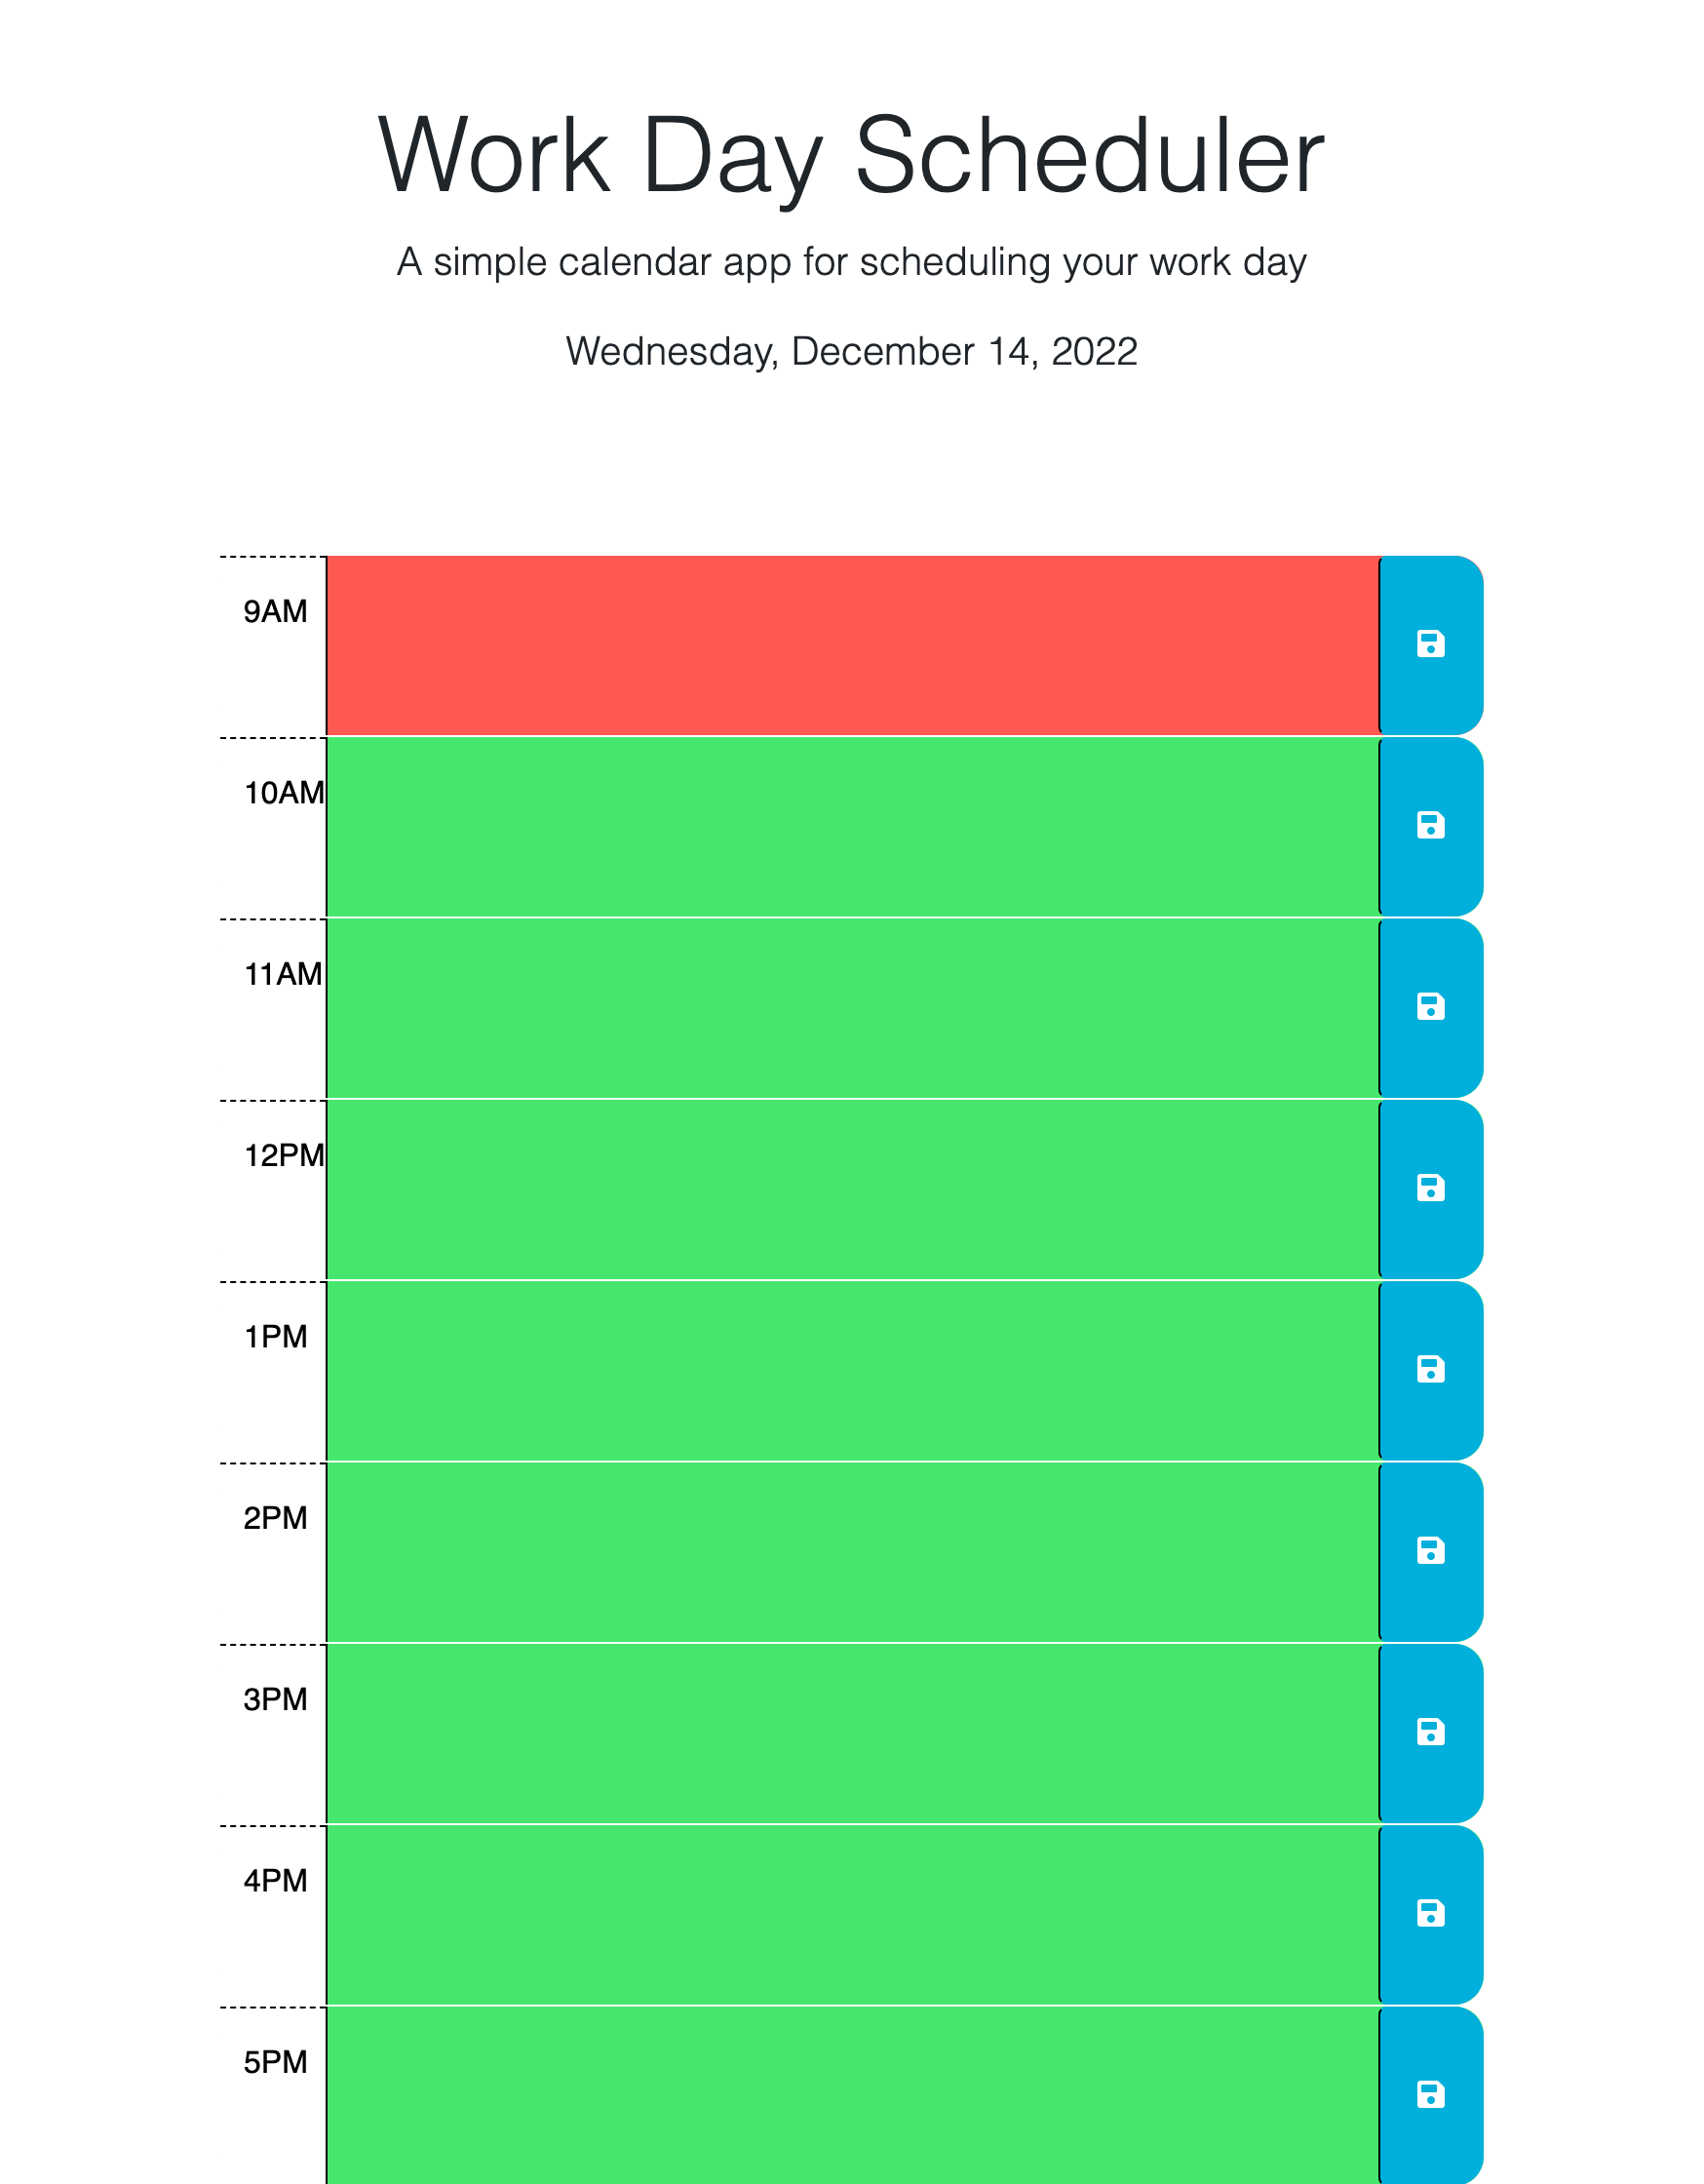 Work Day Scheduler
A simple calendar app for scheduling your work day
Wednesday, December 14, 2022
9AM
10AM
11AM
12PM
1PM
2PM
3PM
4PM
5PM